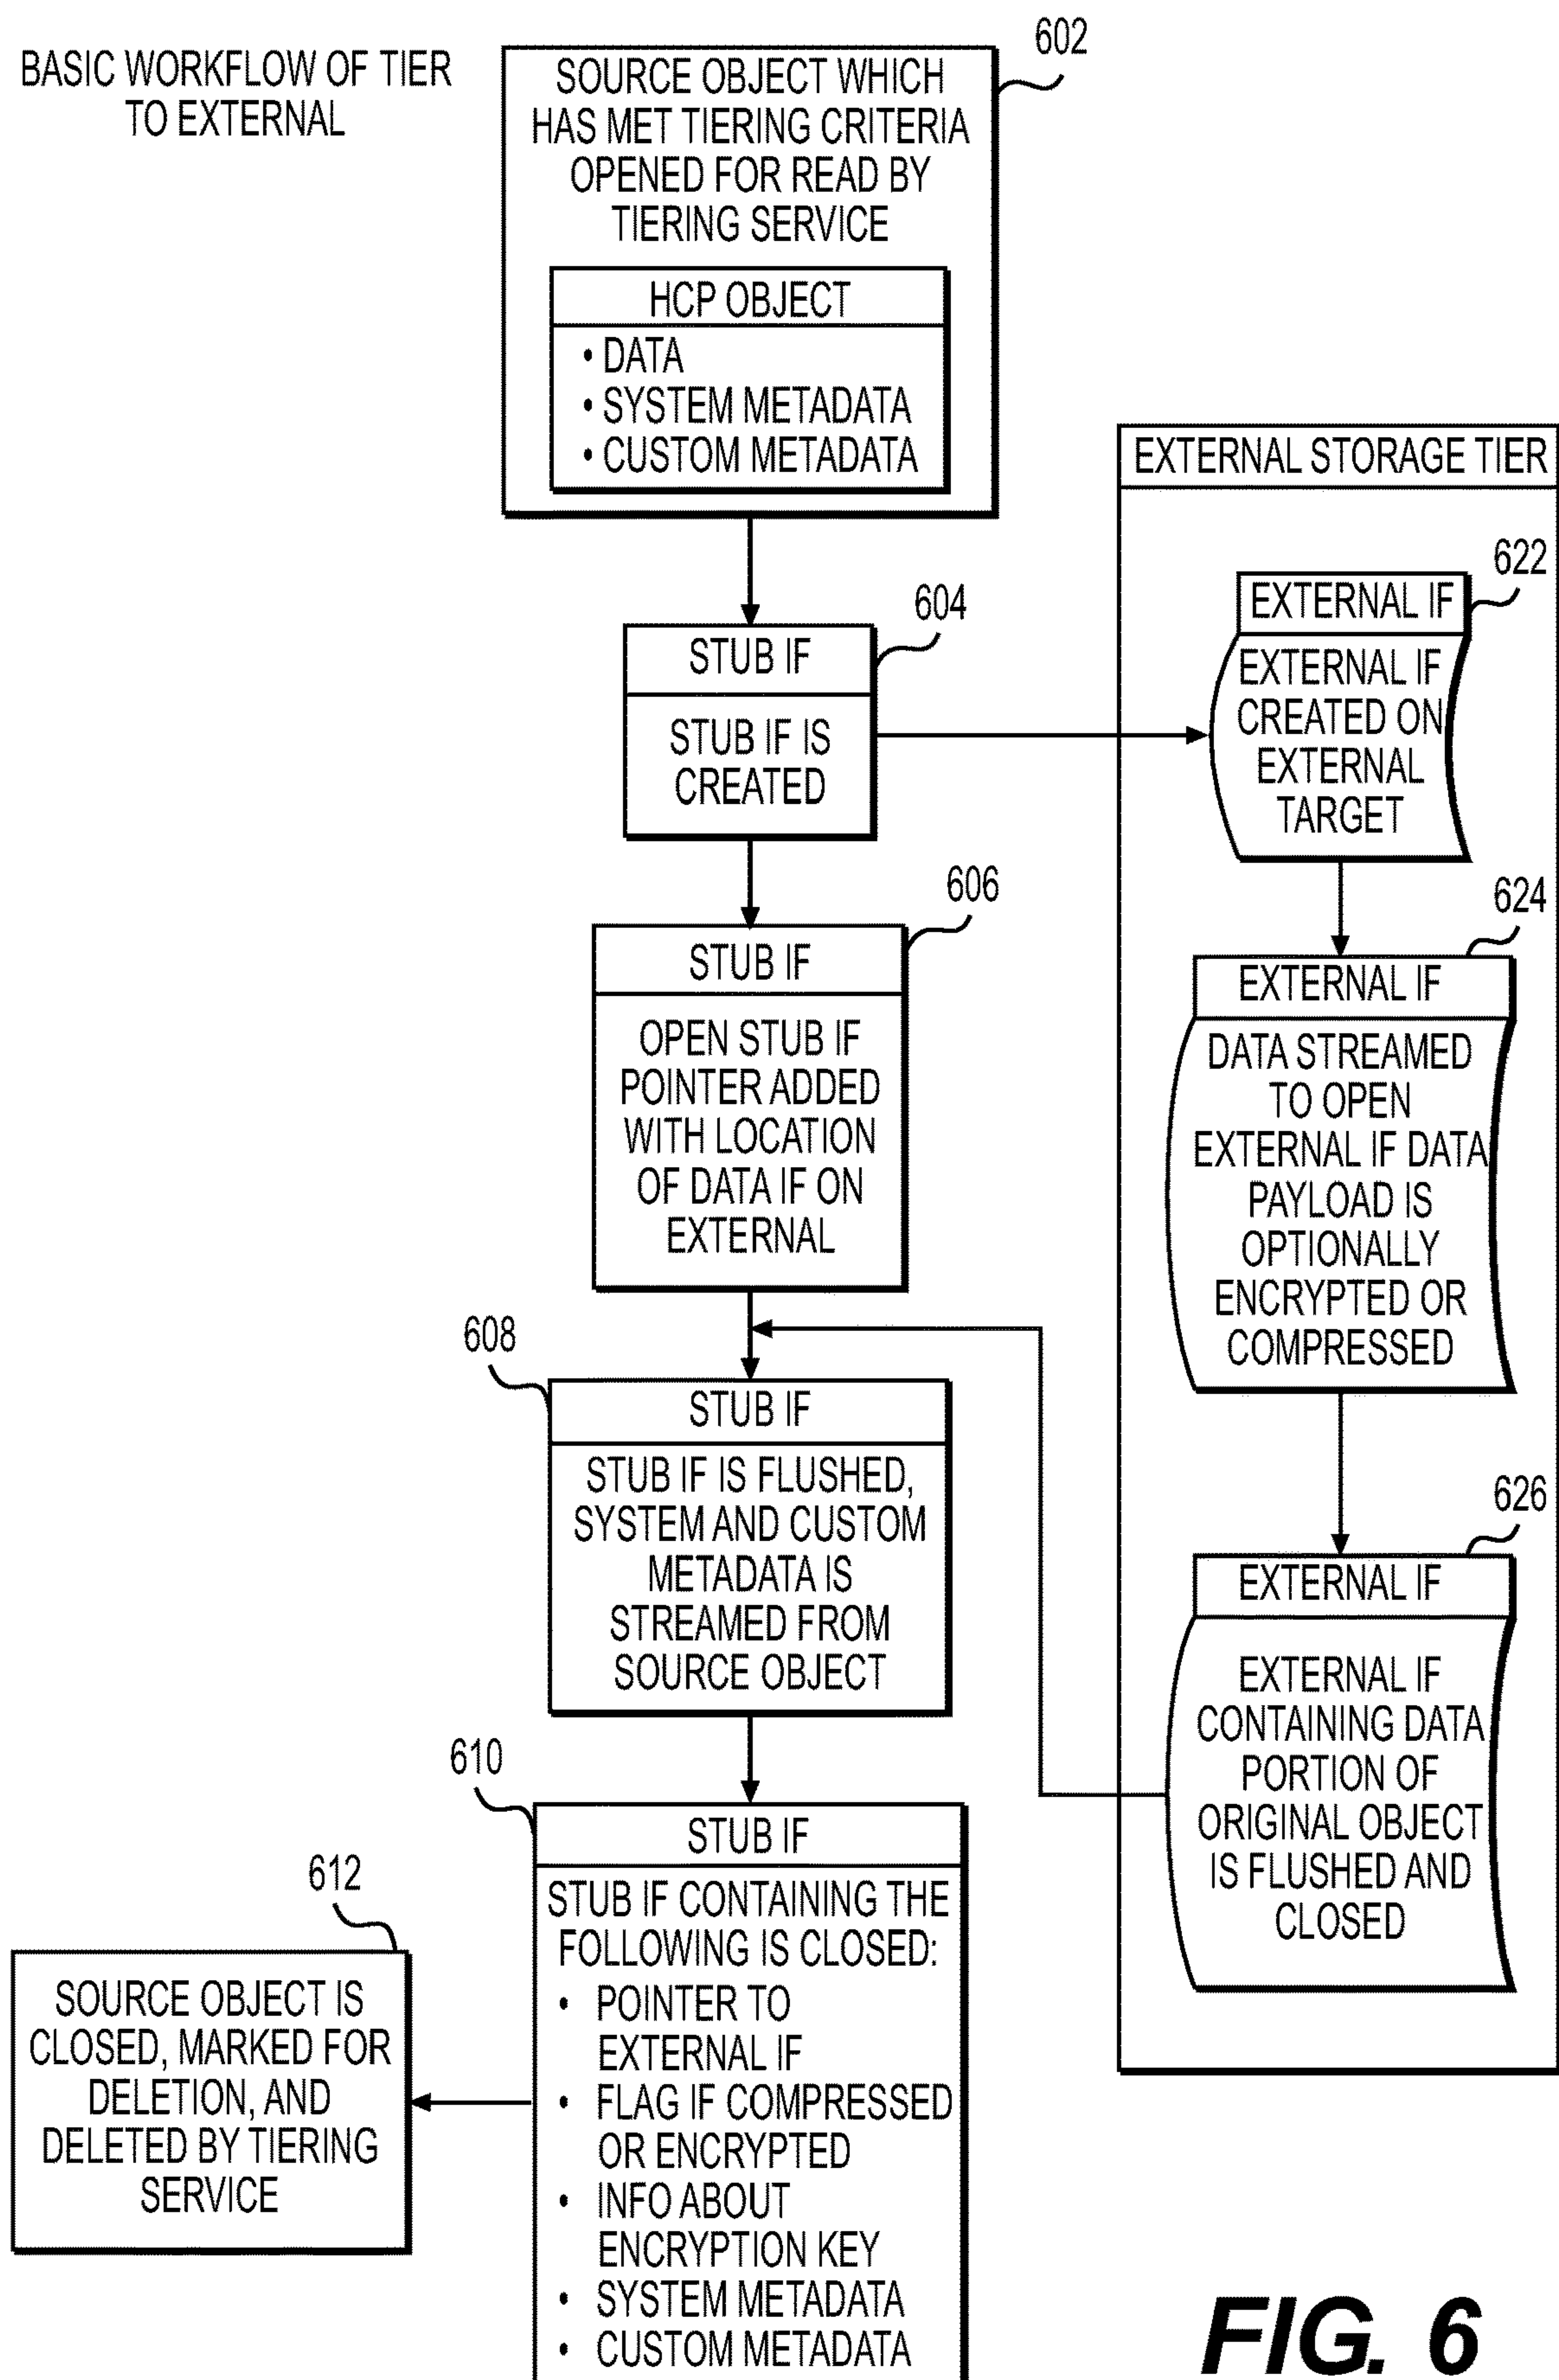 BASIC WORKFLOW OF TIER
TO EXTERNAL
602
SOURCE OBJECT WHICH
HAS MET TIERING CRITERIA
OPENED FOR READ BY
TIERING SERVICE
HCP OBJECT
• DATA
• SYSTEM METADATA
• CUSTOM METADATA
604
STUB IF
STUB IF IS
CREATED
606
STUB IF
OPEN STUB IF
POINTER ADDED
WITH LOCATION
OF DATA IF ON
EXTERNAL
608
STUB IF
STUB IF IS FLUSHED,
SYSTEM AND CUSTOM
METADATA IS
STREAMED FROM
SOURCE OBJECT
610
STUB IF
STUB IF CONTAINING THE
FOLLOWING IS CLOSED:
• POINTER TO
EXTERNAL IF
• FLAG IF COMPRESSED
OR ENCRYPTED
• INFO ABOUT
ENCRYPTION KEY
• SYSTEM METADATA
• CUSTOM METADATA
612
SOURCE OBJECT IS
CLOSED, MARKED FOR
DELETION, AND
DELETED BY TIERING
SERVICE
EXTERNAL STORAGE TIER
622
EXTERNAL IF
EXTERNAL IF
CREATED ON
EXTERNAL
TARGET
624
EXTERNAL IF
DATA STREAMED
TO OPEN
EXTERNAL IF DATA
PAYLOAD IS
OPTIONALLY
ENCRYPTED OR
COMPRESSED
626
EXTERNAL IF
EXTERNAL IF
CONTAINING DATA
PORTION OF
ORIGINAL OBJECT
IS FLUSHED AND
CLOSED
FIG. 6